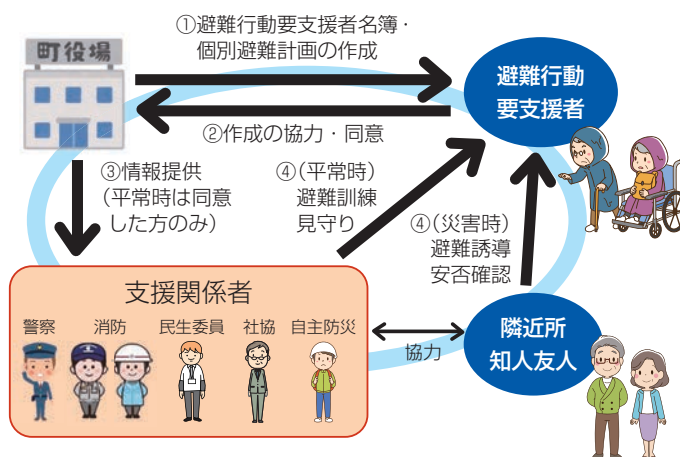 ①避難行動要支援者名簿・
個別避難計画の作成
町役場
避難行動
要支援者
②作成の協力・同意
③情報提供
(平常時は同意
した方のみ)
④(平常時)
避難訓練
見守り
④(災害時)
避難誘導
安否確認
支援関係者
警察 消防 民生委員 社協 自主防災
協力
隣近所
知人友人